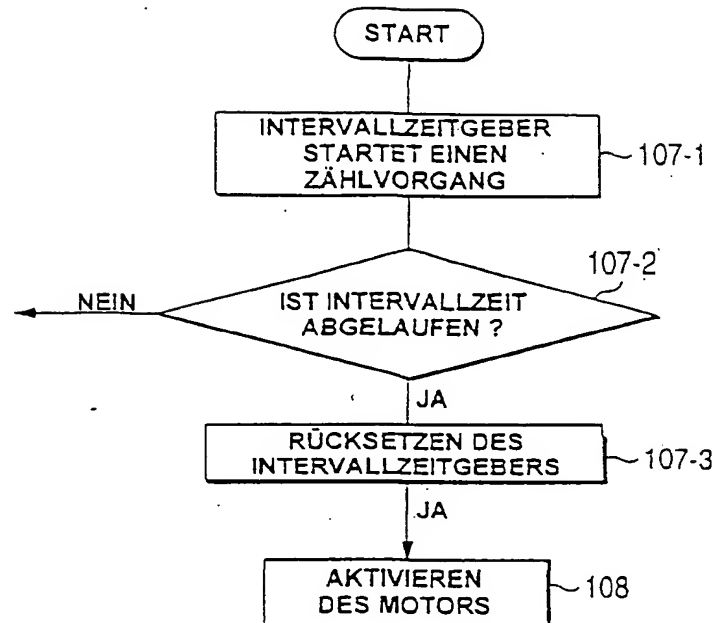 START
INTERVALLZEITGEBER
STARTET EINEN
ZÄHLVORGANG
107-1
107-2
NEIN
IST INTERVALLZEIT
ABGELAUFEN ?
JA
RÜCKSETZEN DES
INTERVALLZEITGEBERS
107-3
JA
AKTIVIEREN
DES MOTORS
108